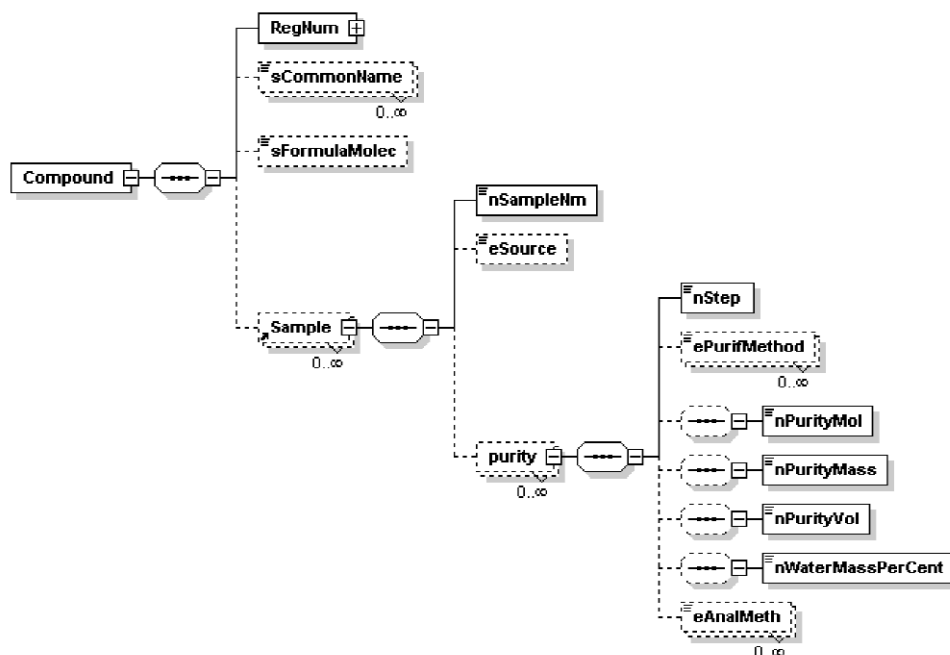 RegNum
sCommonName
0..∞
sFormulaMolec
Compound
nSampleNm
eSource
Sample
0..∞
nStep
ePurifMethod
0..∞
nPurityMol
purity
0..∞
nPurityMass
nPurityVol
nWaterMassPerCent
eAnalMeth
0..∞